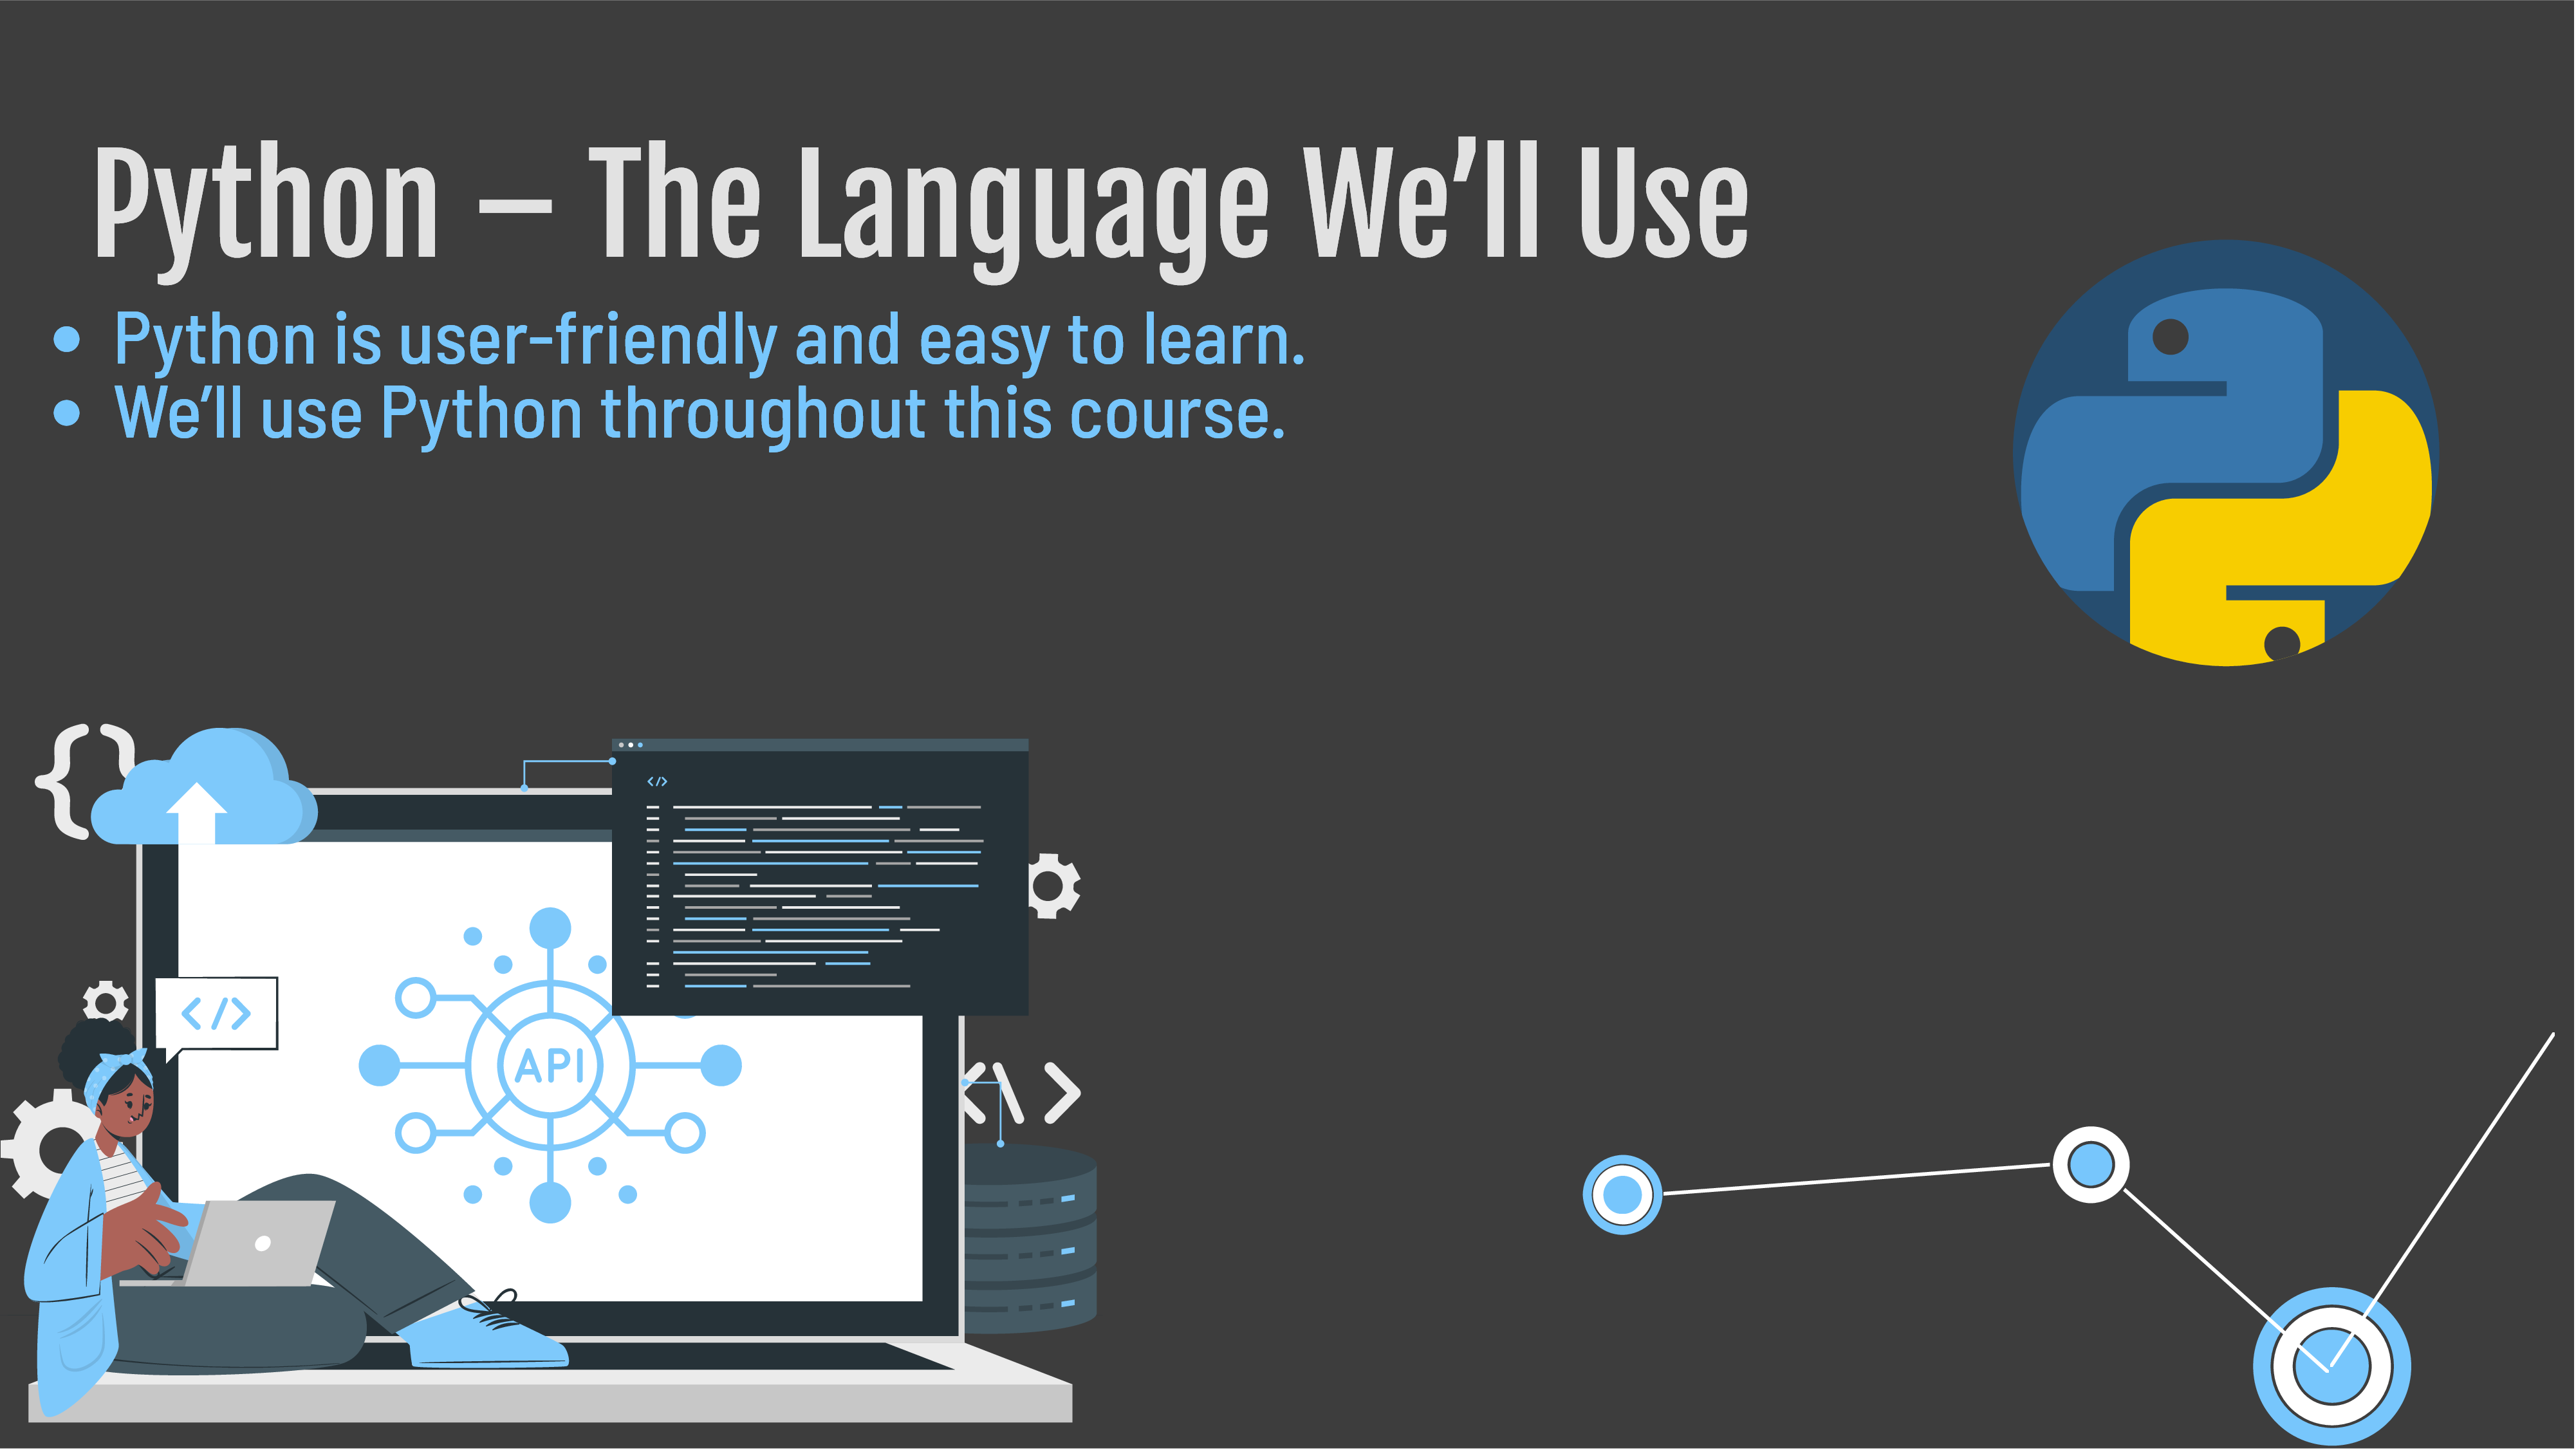 Python – The Language We’ll Use
• Python is user-friendly and easy to learn.
• We’ll use Python throughout this course.
{}
</>
</>
API
<\>